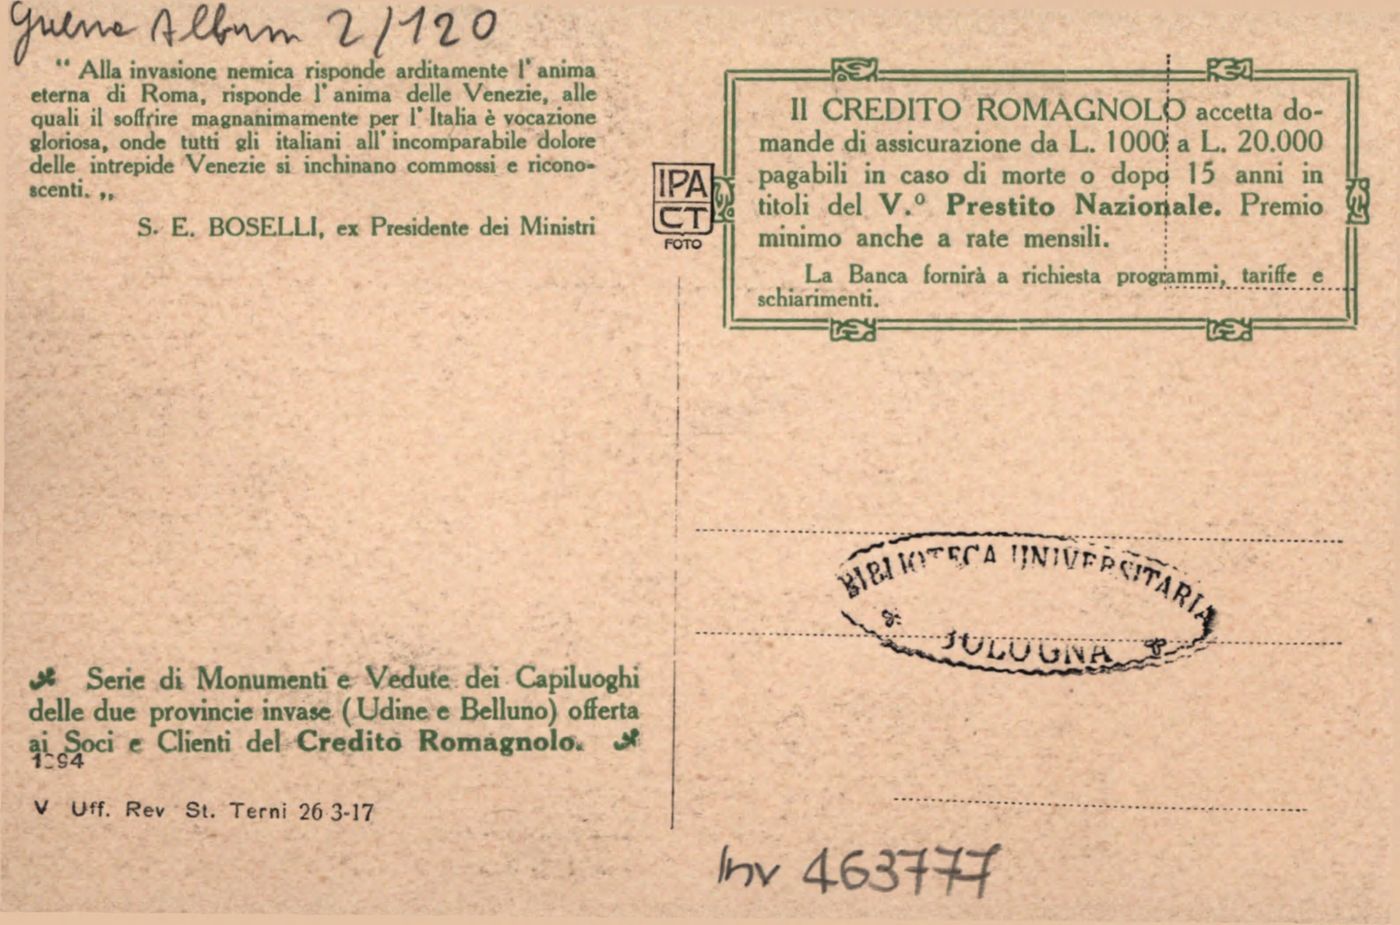 Guerra Album 2/120
“ Alla invasione nemica risponde arditamente l' anima
eterna di Roma, risponde l' anima delle Venezie, alle
quali il soffrire magnanimamente per l' Italia è vocazione
gloriosa, onde tutti gli italiani all' incomparabile dolore
delle intrepide Venezie si inchinano commossi e ricono-
scenti. „
S. E. BOSELLI, ex Presidente dei Ministri
IPA
CT
FOTO
Il CREDITO ROMAGNOLO accetta do-
mande di assicurazione da L. 1000 a L. 20.000
pagabili in caso di morte o dopo 15 anni in
titoli del V.º Prestito Nazionale. Premio
minimo anche a rate mensili.
La Banca fornirà a richiesta programmi, tariffe e
schiarimenti.
BIBLIOTECA UNIVERSITARIA
BOLOGNA
Serie di Monumenti e Vedute dei Capiluoghi
delle due provincie invase (Udine e Belluno) offerta
ai Soci e Clienti del Credito Romagnolo.
V Uff. Rev St. Terni 26-3-17
Inv 463777